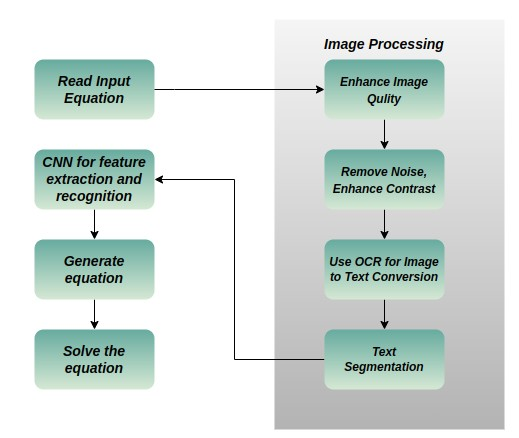 Image Processing
Read Input
Equation
Enhance Image
Qulity
Remove Noise,
Enhance Contrast
Use OCR for Image
to Text Conversion
Text
Segmentation
CNN for feature
extraction and
recognition
Generate
equation
Solve the
equation